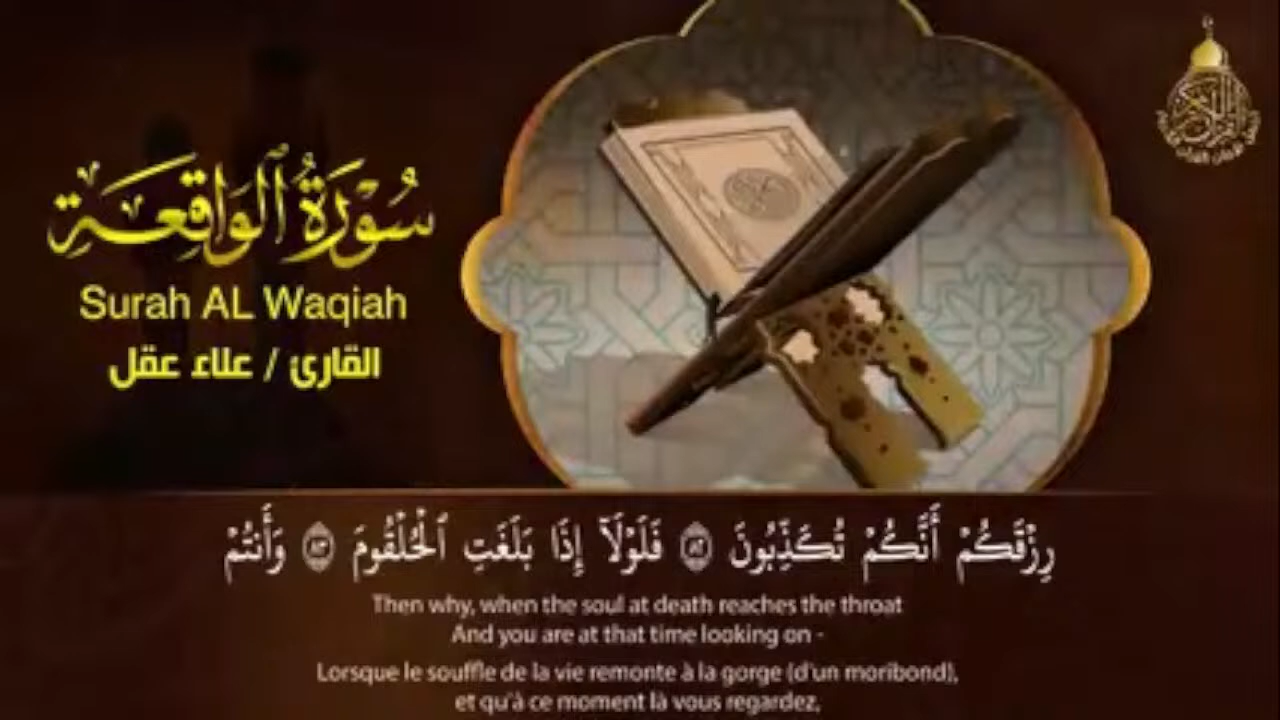 سُورَةُ ٱلْوَاقِعَةِ
Surah AL Waqiah
القارئ / علاء عقل
رِزْقَكُمْ أَنَّكُمْ تُكَذِّبُونَ ۝٨٢ فَلَوْلَآ إِذَا بَلَغَتِ ٱلْحُلْقُومَ ۝٨٣ وَأَنتُمْ
Then why, when the soul at death reaches the throat
And you are at that time looking on -
Lorsque le souffle de la vie remonte à la gorge (d'un moribond),
et qu'à ce moment là vous regardez,